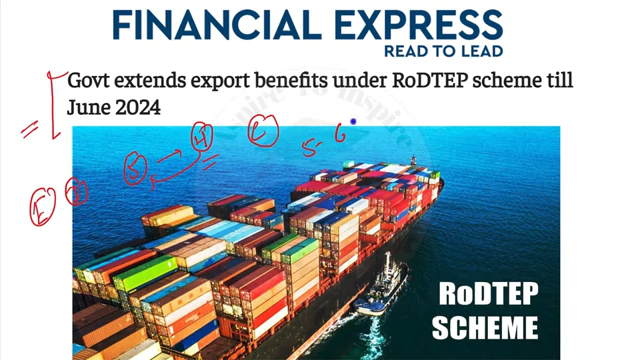 FINANCIAL EXPRESS
READ TO LEAD
Govt extends export benefits under RoDTEP scheme till
June 2024
RoDTEP
SCHEME